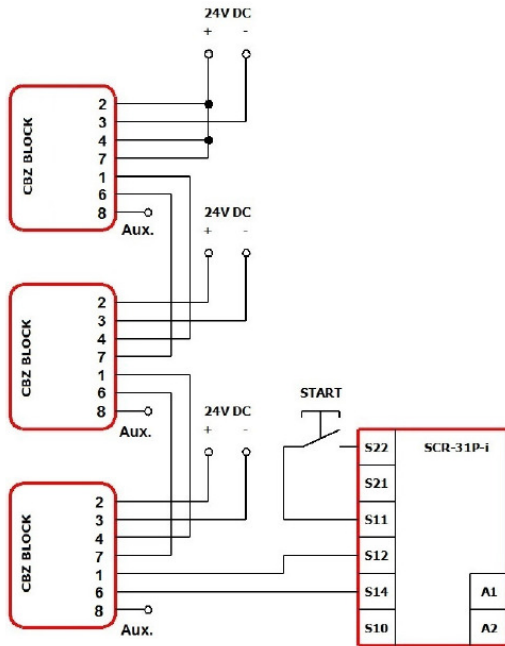 24V DC
+ -
CBZ BLOCK
2
3
4
7
1
6
8
Aux.
24V DC
+ -
CBZ BLOCK
2
3
4
7
1
6
8
Aux.
24V DC
+ -
CBZ BLOCK
2
3
4
7
1
6
8
Aux.
START
SCR-31P-i
S22
S21
S11
S12
S14 A1
S10 A2